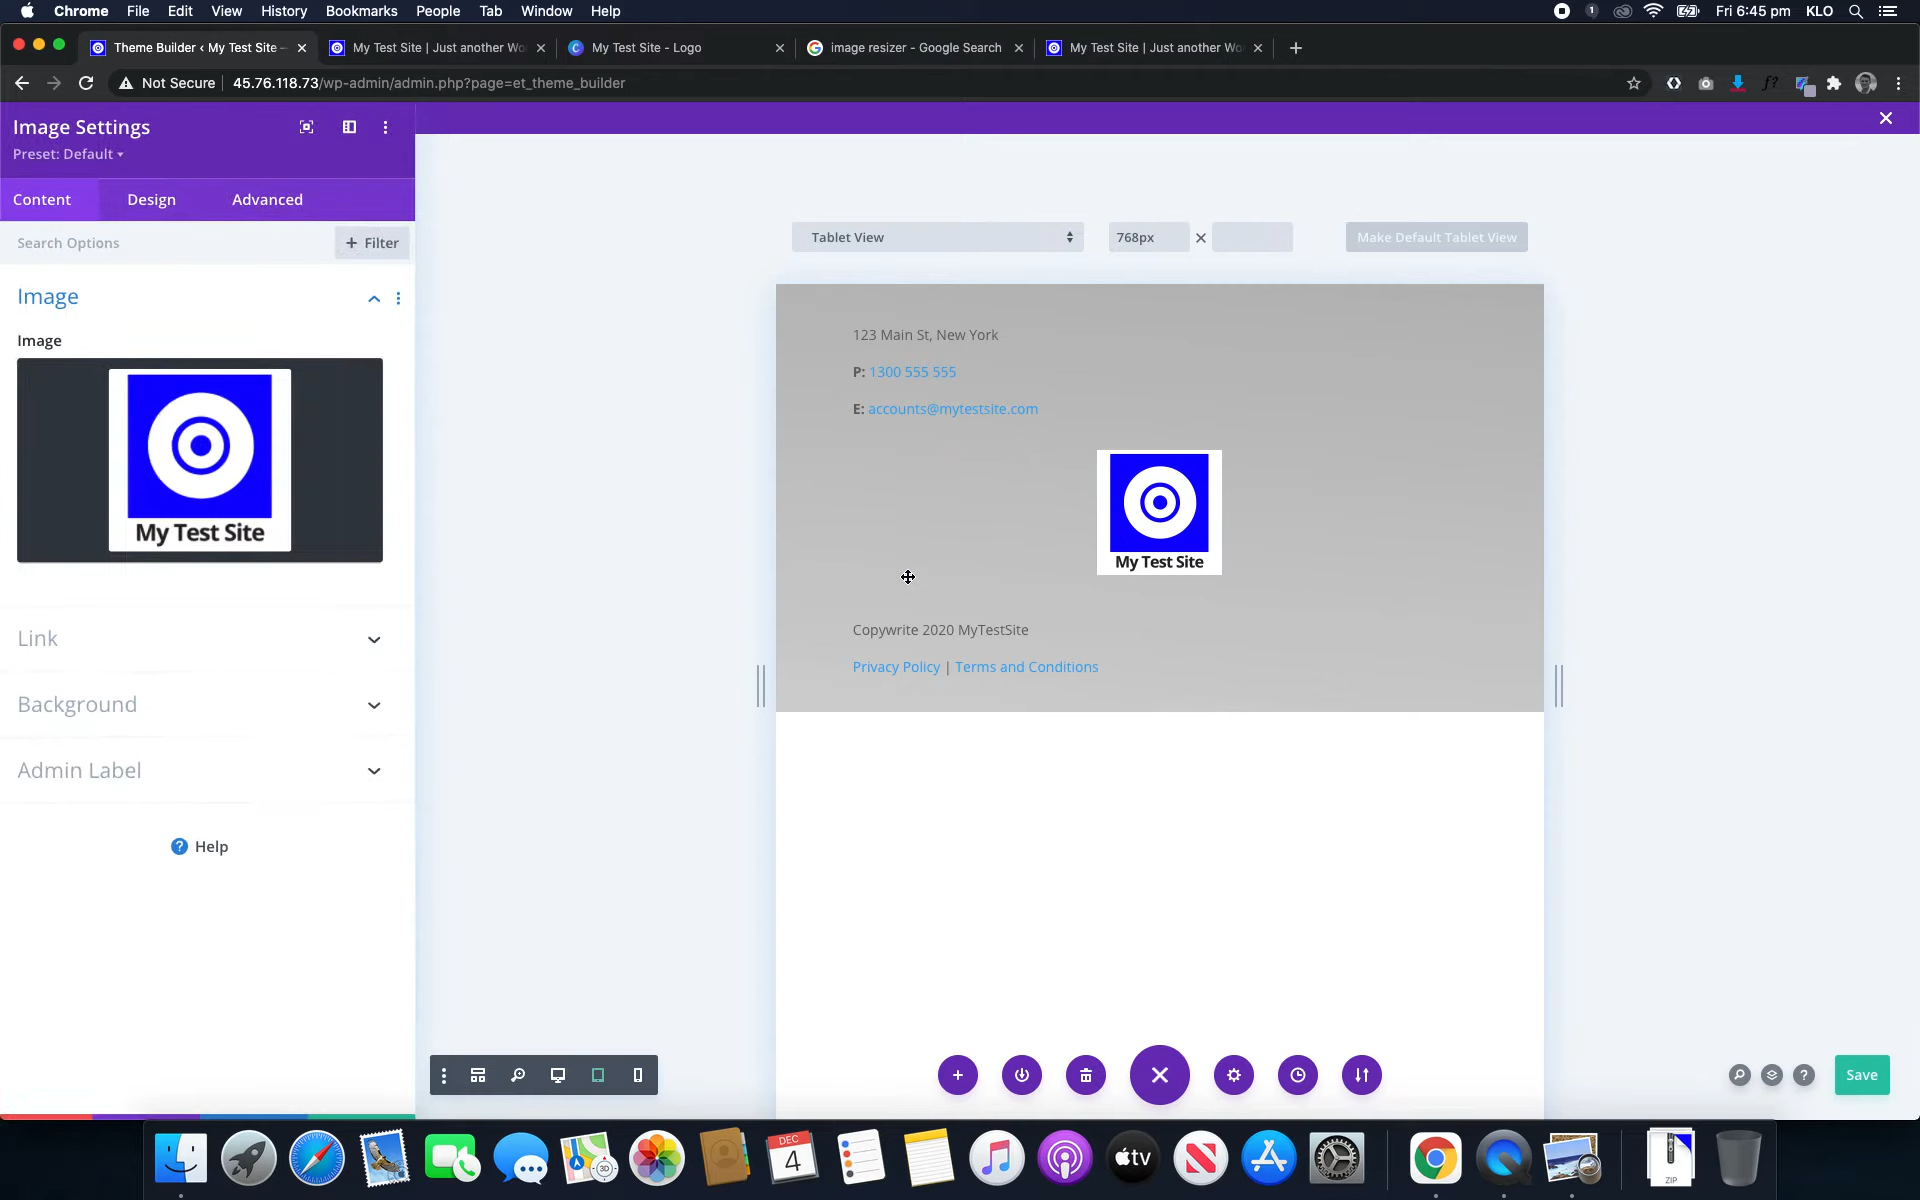 Chrome File Edit View History Bookmarks People Tab Window Help
1 Fri 6:45 pm KLO
Theme Builder ‹ My Test Site –
My Test Site | Just another Wo
My Test Site - Logo
image resizer - Google Search
My Test Site | Just another Wo
Not Secure 45.76.118.73/wp-admin/admin.php?page=et_theme_builder
Image Settings
Preset: Default
Content Design Advanced
Search Options + Filter
Image
Image
My Test Site
Link
Background
Admin Label
? Help
Tablet View 768px Make Default Tablet View
123 Main St, New York
P: 1300 555 555
E: accounts@mytestsite.com
My Test Site
Copywrite 2020 MyTestSite
Privacy Policy | Terms and Conditions
Save
DEC
4
3D
tv
ZIP